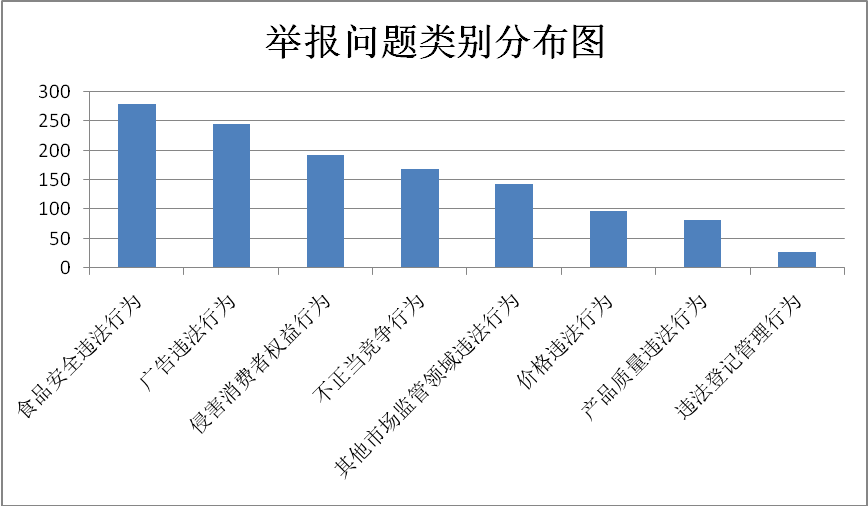 举报问题类别分布图
300
250
200
150
100
50
0
食品安全违法行为
广告违法行为
侵害消费者权益行为
不正当竞争行为
其他市场监管领域违法行为
价格违法行为
产品质量违法行为
违法登记管理行为